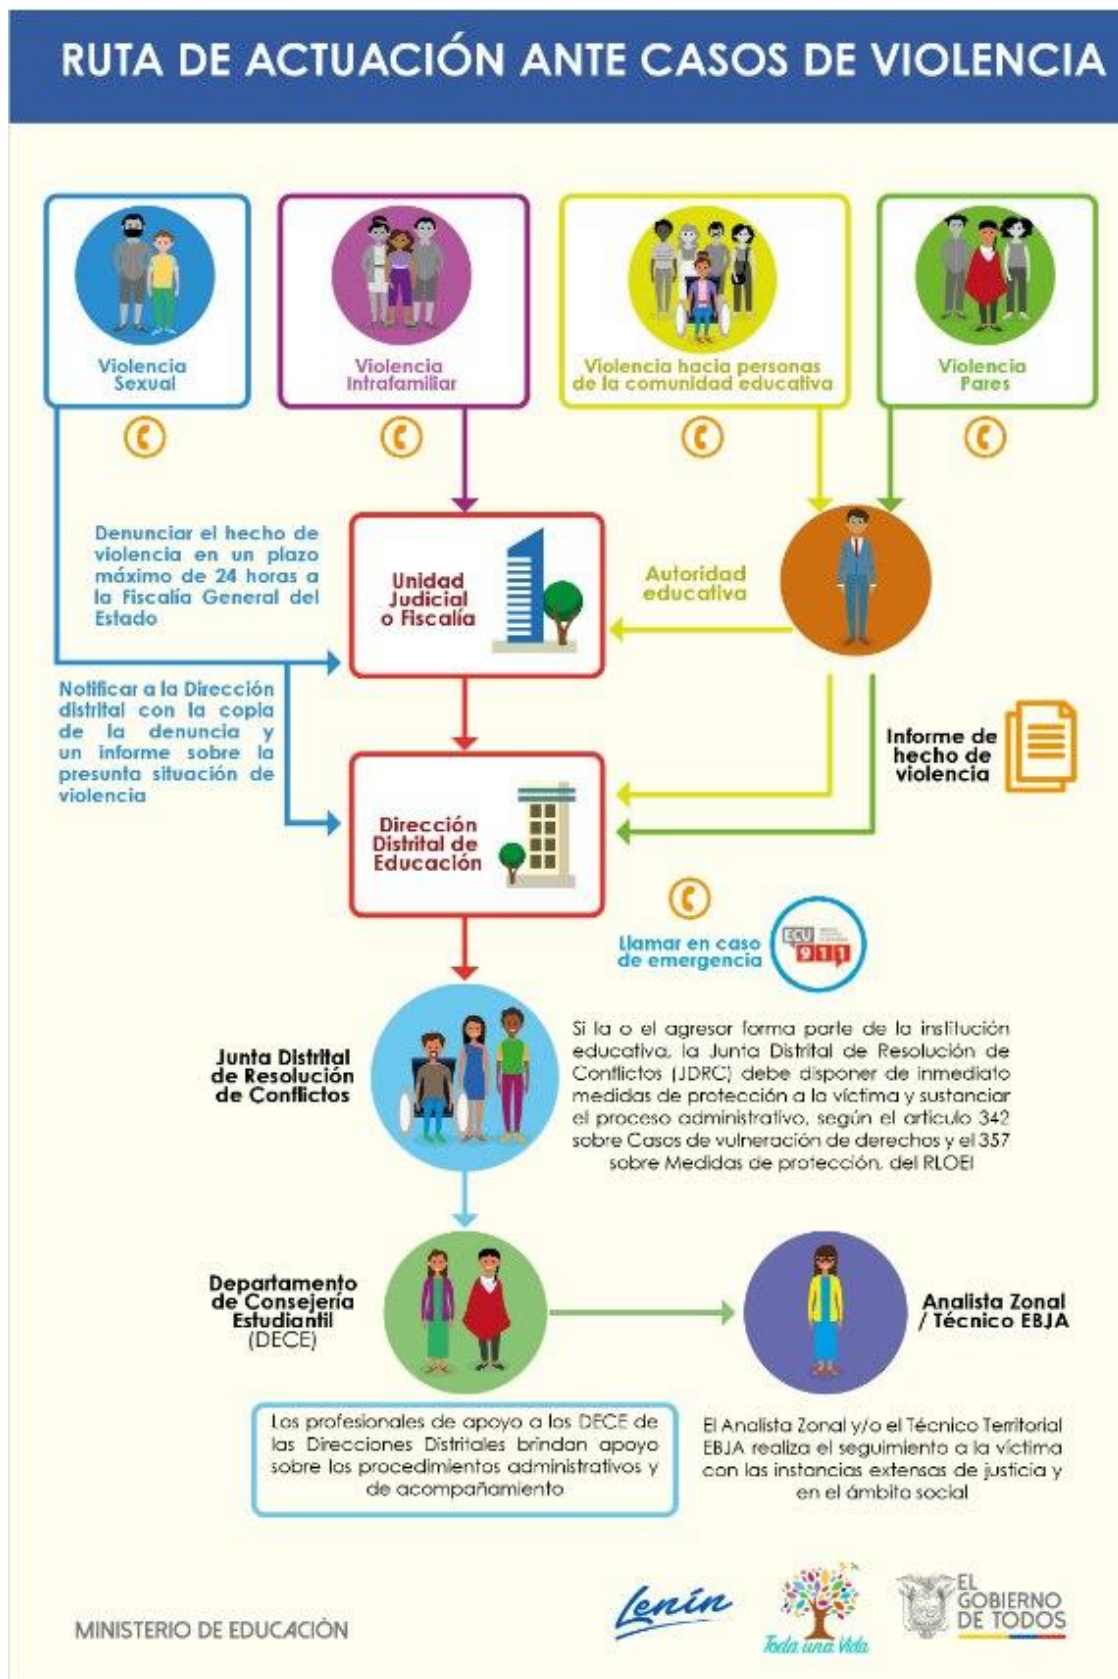 RUTA DE ACTUACIÓN ANTE CASOS DE VIOLENCIA
Violencia
Sexual
Violencia
Intrafamiliar
Violencia hacia personas
de la comunidad educativa
Violencia
Pares
Denunciar el hecho de
violencia en un plazo
máximo de 24 horas a
la Fiscalía General del
Estado
Unidad
Judicial
o Fiscalía
Autoridad
educativa
Notificar a la Dirección
distrital con la copia
de la denuncia y
un informe sobre la
presunta situación de
violencia
Informe de
hecho de
violencia
Dirección
Distrital de
Educación
Llamar en caso
de emergencia
ECU
911
Junta Distrital
de Resolución
de Conflictos
Si la o el agresor forma parte de la institución
educativa, la Junta Distrital de Resolución de
Conflictos (JDRC) debe disponer de inmediato
medidas de protección a la víctima y sustanciar
el proceso administrativo, según el artículo 342
sobre Casos de vulneración de derechos y el 357
sobre Medidas de protección, del RLOEI
Departamento
de Consejería
Estudiantil
(DECE)
Analista Zonal
/ Técnico EBJA
Los profesionales de apoyo a los DECE de
las Direcciones Distritales brindan apoyo
sobre los procedimientos administrativos y
de acompañamiento
El Analista Zonal y/o el Técnico Territorial
EBJA realiza el seguimiento a la víctima
con las instancias extensas de justicia y
en el ámbito social
MINISTERIO DE EDUCACIÓN
Lenín
Toda una Vida
EL
GOBIERNO
DE TODOS